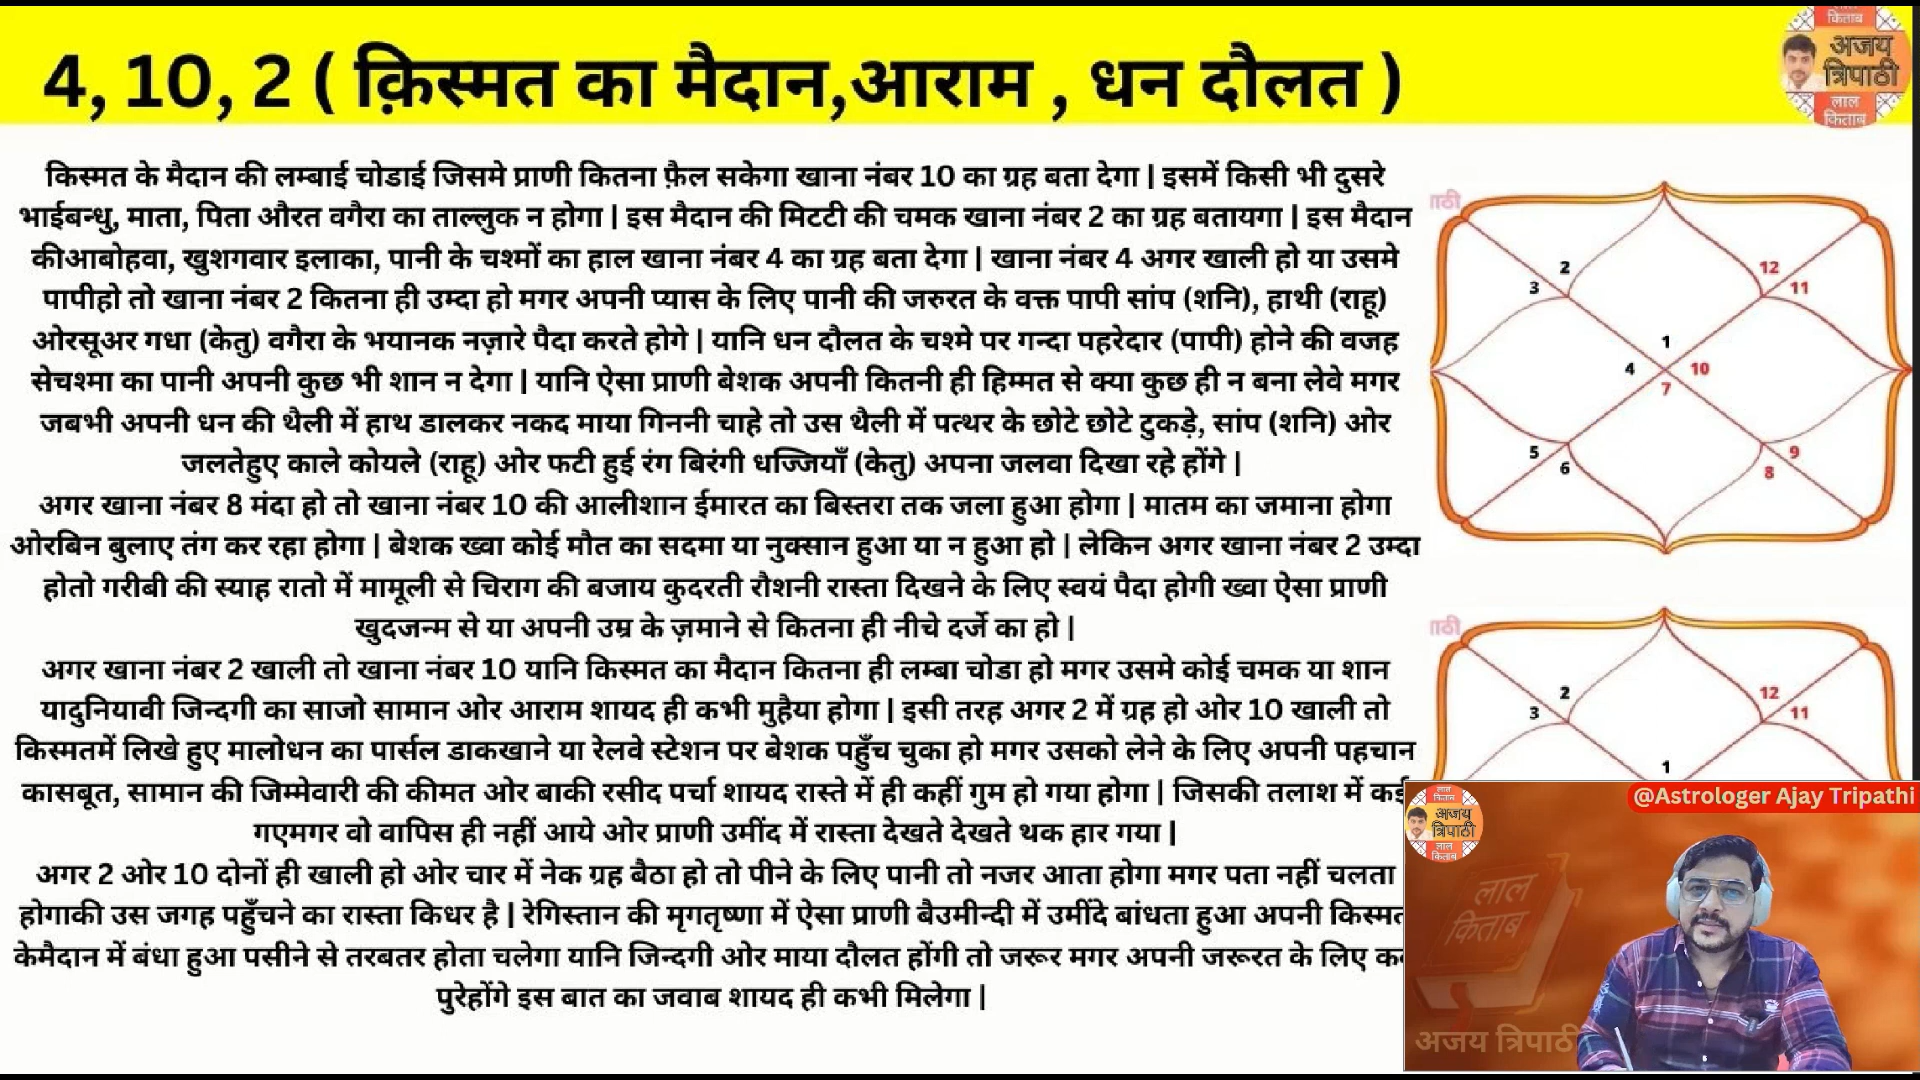 4, 10, 2 ( क़िस्मत का मैदान,आराम , धन दौलत )
लाल
किताब
अजय
त्रिपाठी
लाल
किताब
किस्मत के मैदान की लम्बाई चोडाई जिसमे प्राणी कितना फ़ैल सकेगा खाना नंबर 10 का ग्रह बता देगा | इसमें किसी भी दुसरे
भाईबन्धु, माता, पिता औरत वगैरा का ताल्लुक न होगा | इस मैदान की मिटटी की चमक खाना नंबर 2 का ग्रह बतायगा | इस मैदान
कीआबोहवा, खुशगवार इलाका, पानी के चश्मों का हाल खाना नंबर 4 का ग्रह बता देगा | खाना नंबर 4 अगर खाली हो या उसमे
पापीहो तो खाना नंबर 2 कितना ही उम्दा हो मगर अपनी प्यास के लिए पानी की जरुरत के वक्त पापी सांप (शनि), हाथी (राहू)
ओरसूअर गधा (केतु) वगैरा के भयानक नज़ारे पैदा करते होगे | यानि धन दौलत के चश्मे पर गन्दा पहरेदार (पापी) होने की वजह
सेचश्मा का पानी अपनी कुछ भी शान न देगा | यानि ऐसा प्राणी बेशक अपनी कितनी ही हिम्मत से क्या कुछ ही न बना लेवे मगर
जबभी अपनी धन की थैली में हाथ डालकर नकद माया गिननी चाहे तो उस थैली में पत्थर के छोटे छोटे टुकड़े, सांप (शनि) ओर
जलतेहुए काले कोयले (राहू) ओर फटी हुई रंग बिरंगी धज्जियाँ (केतु) अपना जलवा दिखा रहे होंगे |
अगर खाना नंबर 8 मंदा हो तो खाना नंबर 10 की आलीशान ईमारत का बिस्तरा तक जला हुआ होगा | मातम का जमाना होगा
ओरबिन बुलाए तंग कर रहा होगा | बेशक ख्वा कोई मौत का सदमा या नुक्सान हुआ या न हुआ हो | लेकिन अगर खाना नंबर 2 उम्दा
होतो गरीबी की स्याह रातो में मामूली से चिराग की बजाय कुदरती रौशनी रास्ता दिखने के लिए स्वयं पैदा होगी ख्वा ऐसा प्राणी
खुदजन्म से या अपनी उम्र के ज़माने से कितना ही नीचे दर्जे का हो |
अगर खाना नंबर 2 खाली तो खाना नंबर 10 यानि किस्मत का मैदान कितना ही लम्बा चोडा हो मगर उसमे कोई चमक या शान
यादुनियावी जिन्दगी का साजो सामान ओर आराम शायद ही कभी मुहैया होगा | इसी तरह अगर 2 में ग्रह हो ओर 10 खाली तो
किस्मतमें लिखे हुए मालोधन का पार्सल डाकखाने या रेलवे स्टेशन पर बेशक पहुँच चुका हो मगर उसको लेने के लिए अपनी पहचान
कासबूत, सामान की जिम्मेवारी की कीमत ओर बाकी रसीद पर्चा शायद रास्ते में ही कहीं गुम हो गया होगा | जिसकी तलाश में कई
गएमगर वो वापिस ही नहीं आये ओर प्राणी उमींद में रास्ता देखते देखते थक हार गया |
अगर 2 ओर 10 दोनों ही खाली हो ओर चार में नेक ग्रह बैठा हो तो पीने के लिए पानी तो नजर आता होगा मगर पता नहीं चलता
होगाकी उस जगह पहुँचने का रास्ता किधर है | रेगिस्तान की मृगतृष्णा में ऐसा प्राणी बैउमीन्दी में उमींदे बांधता हुआ अपनी किस्मत
केमैदान में बंधा हुआ पसीने से तरबतर होता चलेगा यानि जिन्दगी ओर माया दौलत होंगी तो जरूर मगर अपनी जरूरत के लिए
पुरेहोंगे इस बात का जवाब शायद ही कभी मिलेगा |
2 12
3 11
1
4 10
7
5 9
6 8
2 12
3 11
1
@Astrologer Ajay Tripathi
लाल
किताब
अजय
त्रिपाठी
लाल
किताब
लाल
किताब
अजय त्रिपाठी